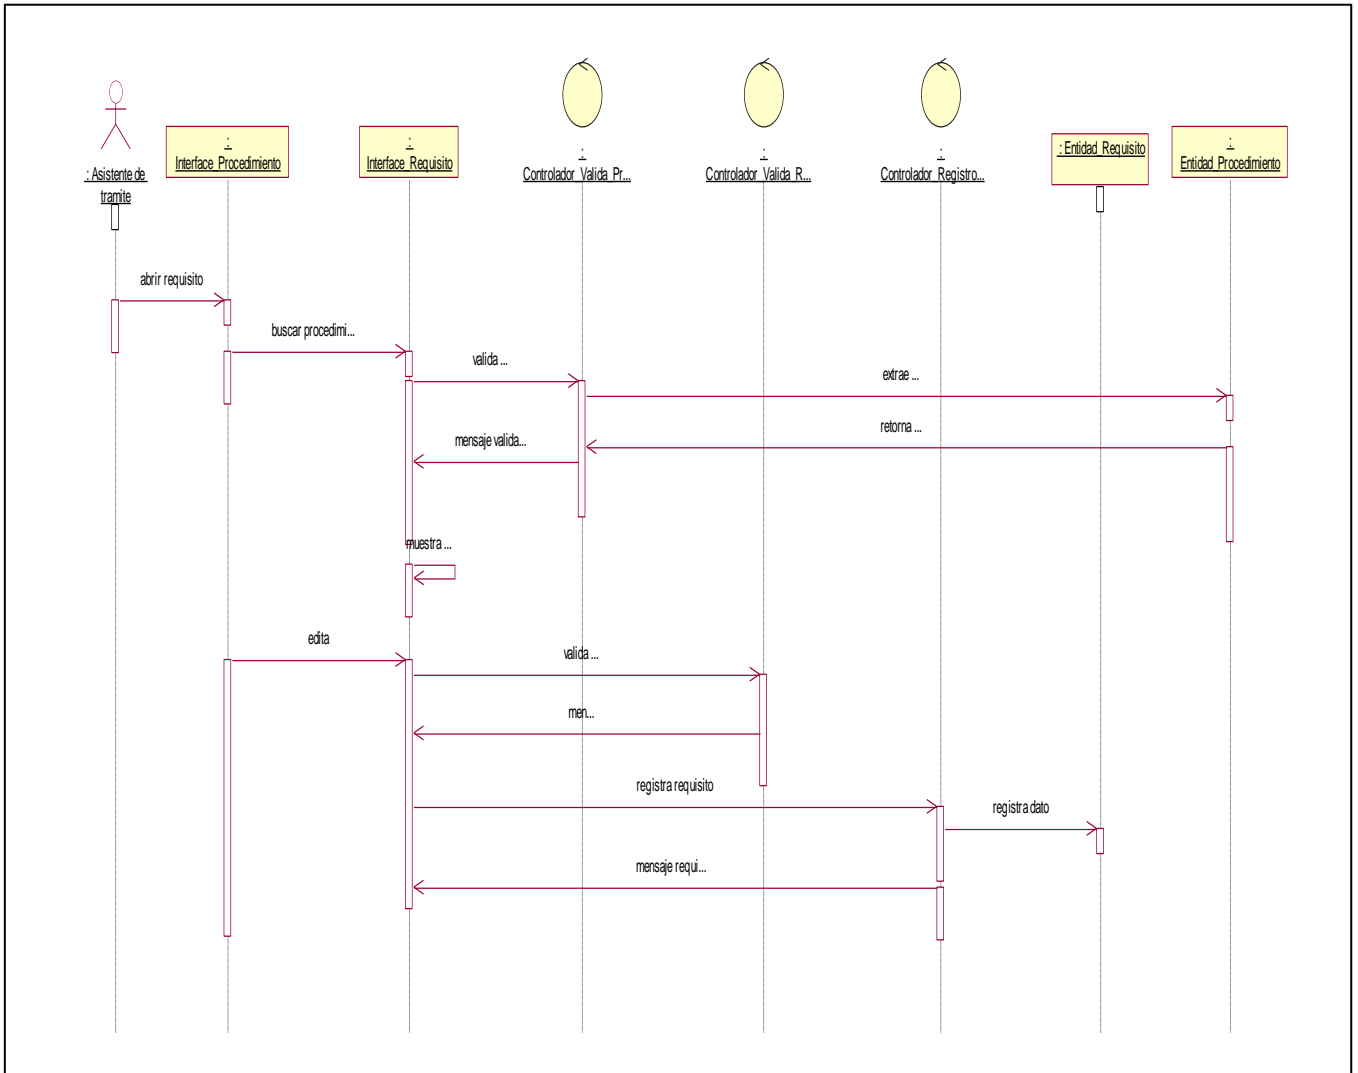 : Asistente de
tramite
:
Interface_Procedimiento
:
Interface_Requisito
:
Controlador_Valida_Pr...
:
Controlador_Valida_R...
:
Controlador_Registro...
: Entidad_Requisito
:
Entidad_Procedimiento
abrir requisito
buscar procedimi...
valida ...
extrae ...
retorna ...
mensaje valida...
muestra ...
edita
valida ...
men...
registra requisito
registra dato
mensaje requi...